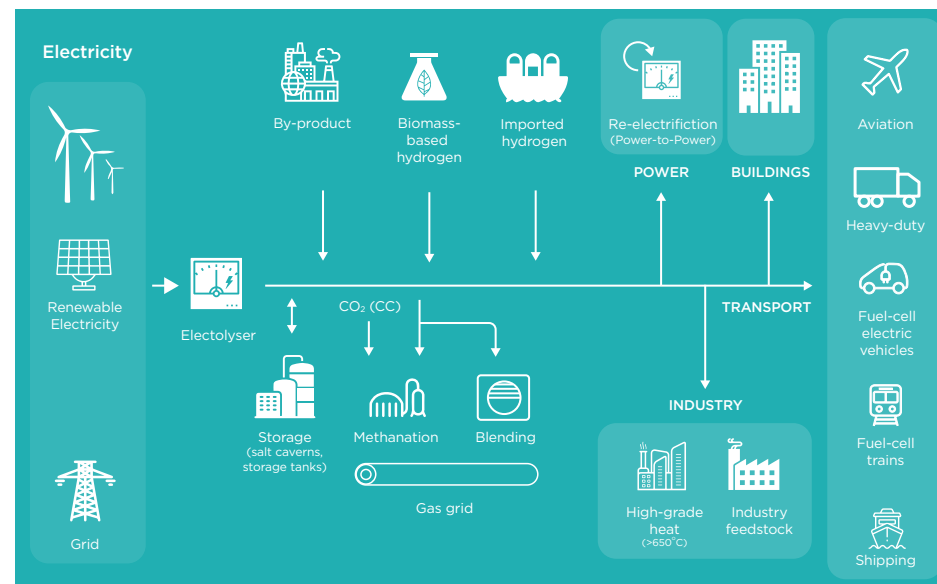 Electricity
Renewable
Electricity
Grid
Electolyser
By-product
Biomass-
based
hydrogen
Imported
hydrogen
Re-electrifiction
(Power-to-Power)
POWER
BUILDINGS
TRANSPORT
CO₂ (CC)
Storage
(salt caverns,
storage tanks)
Methanation
Blending
Gas grid
INDUSTRY
High-grade
heat
(>650°C)
Industry
feedstock
Aviation
Heavy-duty
Fuel-cell
electric
vehicles
Fuel-cell
trains
Shipping